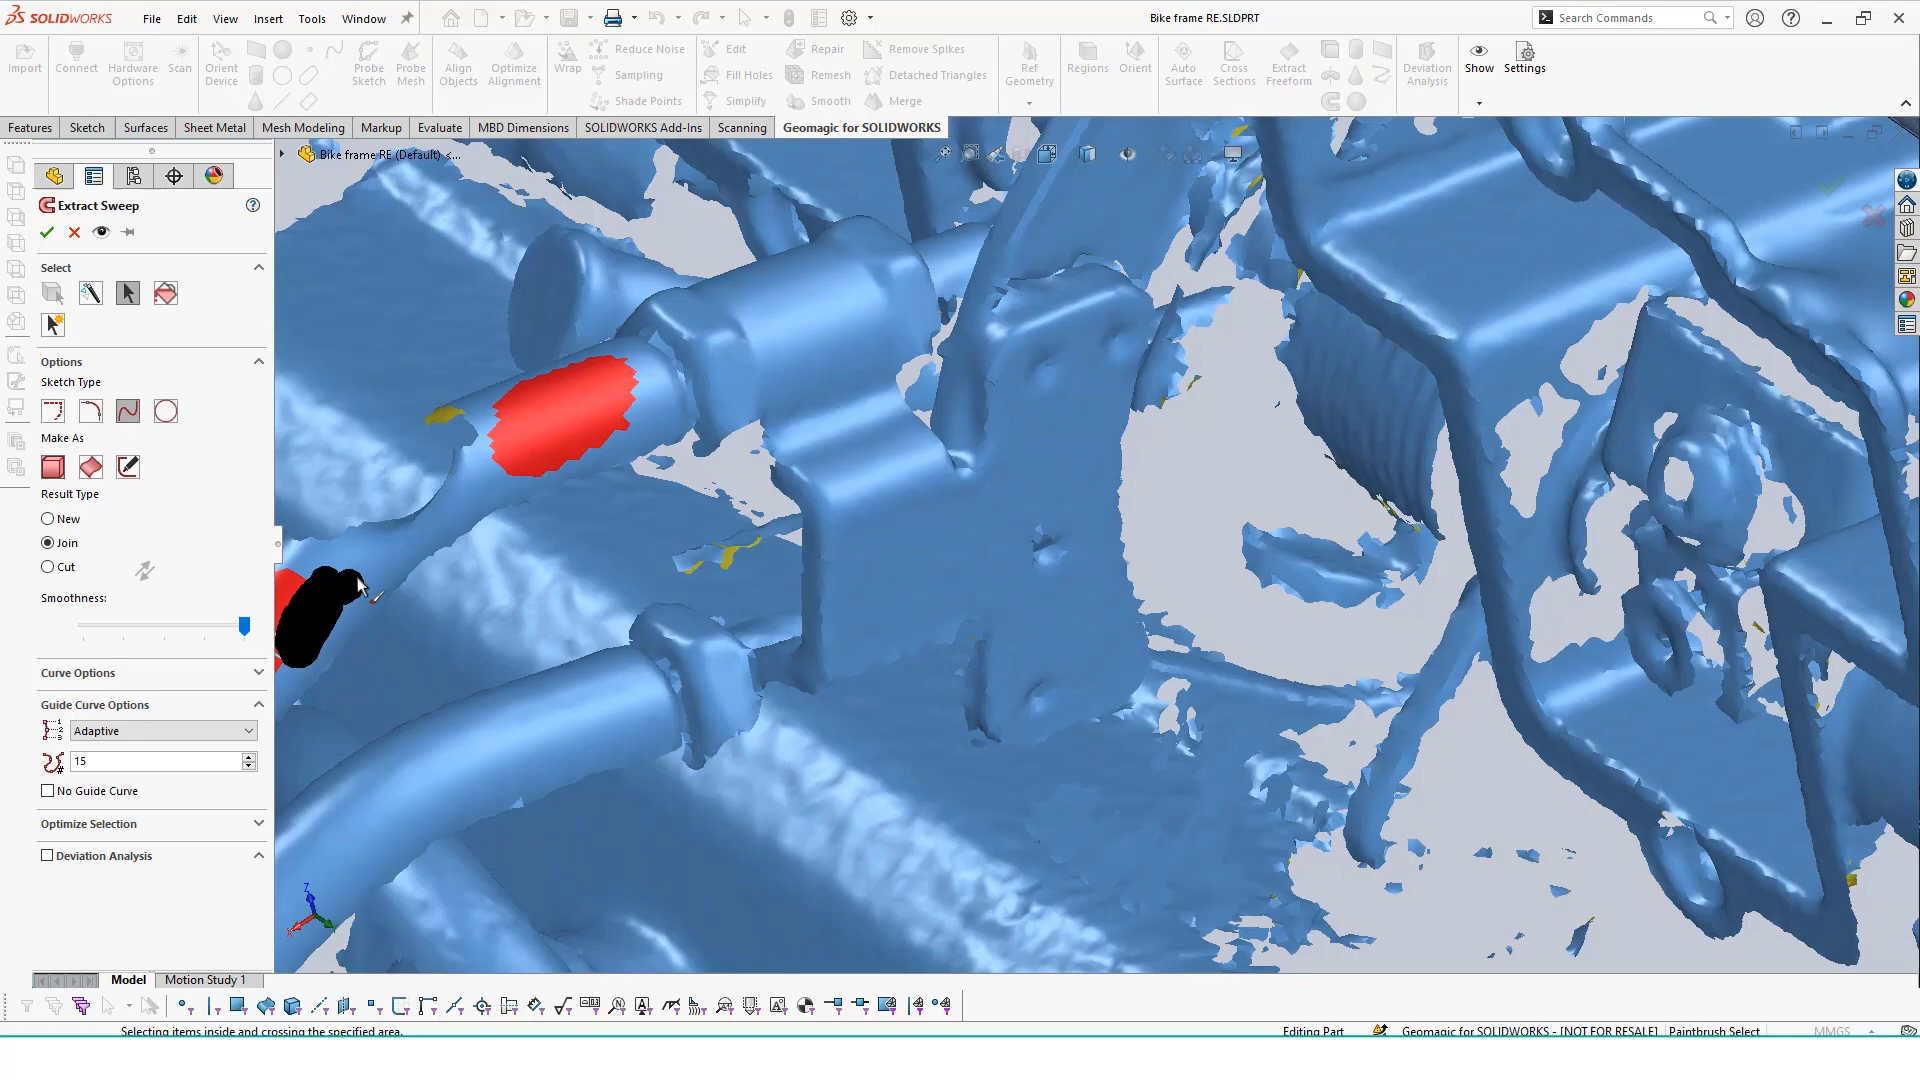 SOLIDWORKS File Edit View Insert Tools Window Bike frame RE.SLDPRT Search Commands
Import Connect Hardware Options Scan Orient Device Probe Sketch Probe Mesh Align Objects Optimize Alignment Wrap Reduce Noise Sampling Shade Points Edit Fill Holes Simplify Repair Remesh Smooth Remove Spikes Detached Triangles Merge Ref Geometry Regions Orient Auto Surface Cross Sections Extract Freeform Deviation Analysis Show Settings
Features Sketch Surfaces Sheet Metal Mesh Modeling Markup Evaluate MBD Dimensions SOLIDWORKS Add-Ins Scanning Geomagic for SOLIDWORKS
Bike frame RE (Default) <...
Extract Sweep
Select
Options
Sketch Type
Make As
Result Type
New
Join
Cut
Smoothness:
Curve Options
Guide Curve Options
Adaptive
15
No Guide Curve
Optimize Selection
Deviation Analysis
Z
X
Model Motion Study 1
Selecting items inside and crossing the specified area. Editing Part Geomagic for SOLIDWORKS - [NOT FOR RESALE] Paintbrush Select MMGS